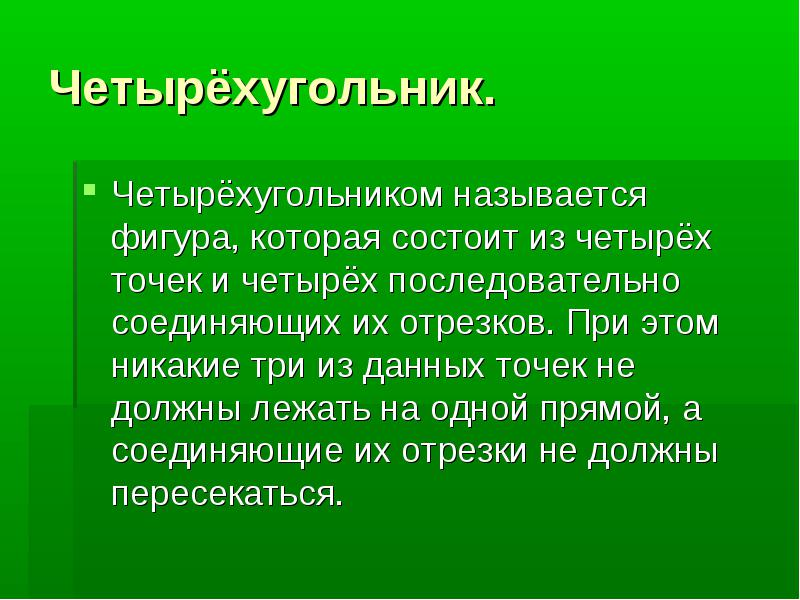 Четырёхугольник.
Четырёхугольником называется
фигура, которая состоит из четырёх
точек и четырёх последовательно
соединяющих их отрезков. При этом
никакие три из данных точек не
должны лежать на одной прямой, а
соединяющие их отрезки не должны
пересекаться.